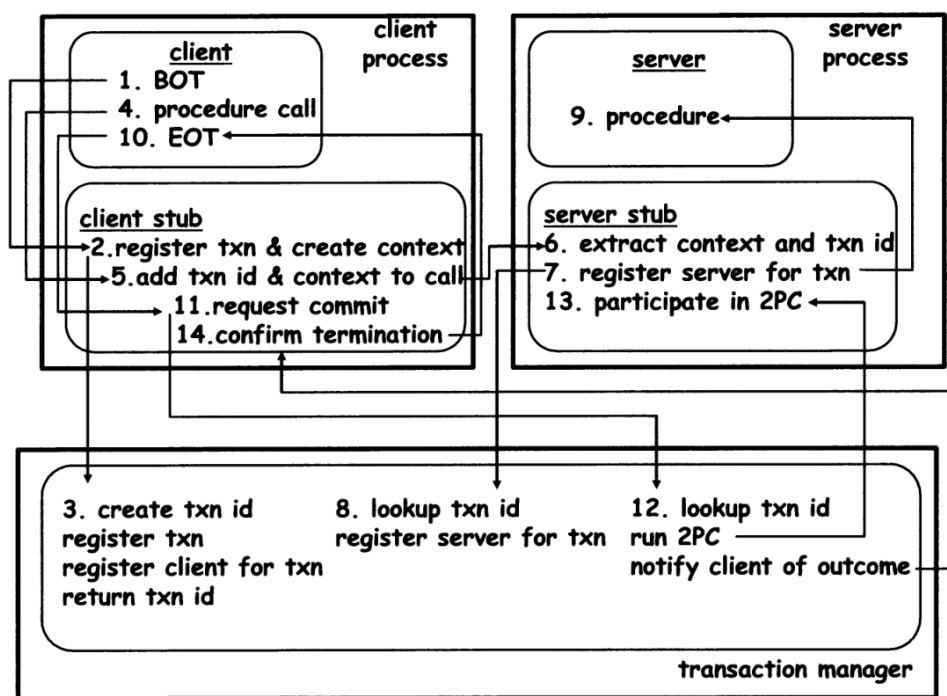 client
process
client
1. BOT
4. procedure call
10. EOT
client stub
2.register txn & create context
5.add txn id & context to call
11.request commit
14.confirm termination
server
process
server
9. procedure
server stub
6. extract context and txn id
7. register server for txn
13. participate in 2PC
3. create txn id
register txn
register client for txn
return txn id
8. lookup txn id
register server for txn
12. lookup txn id
run 2PC
notify client of outcome
transaction manager